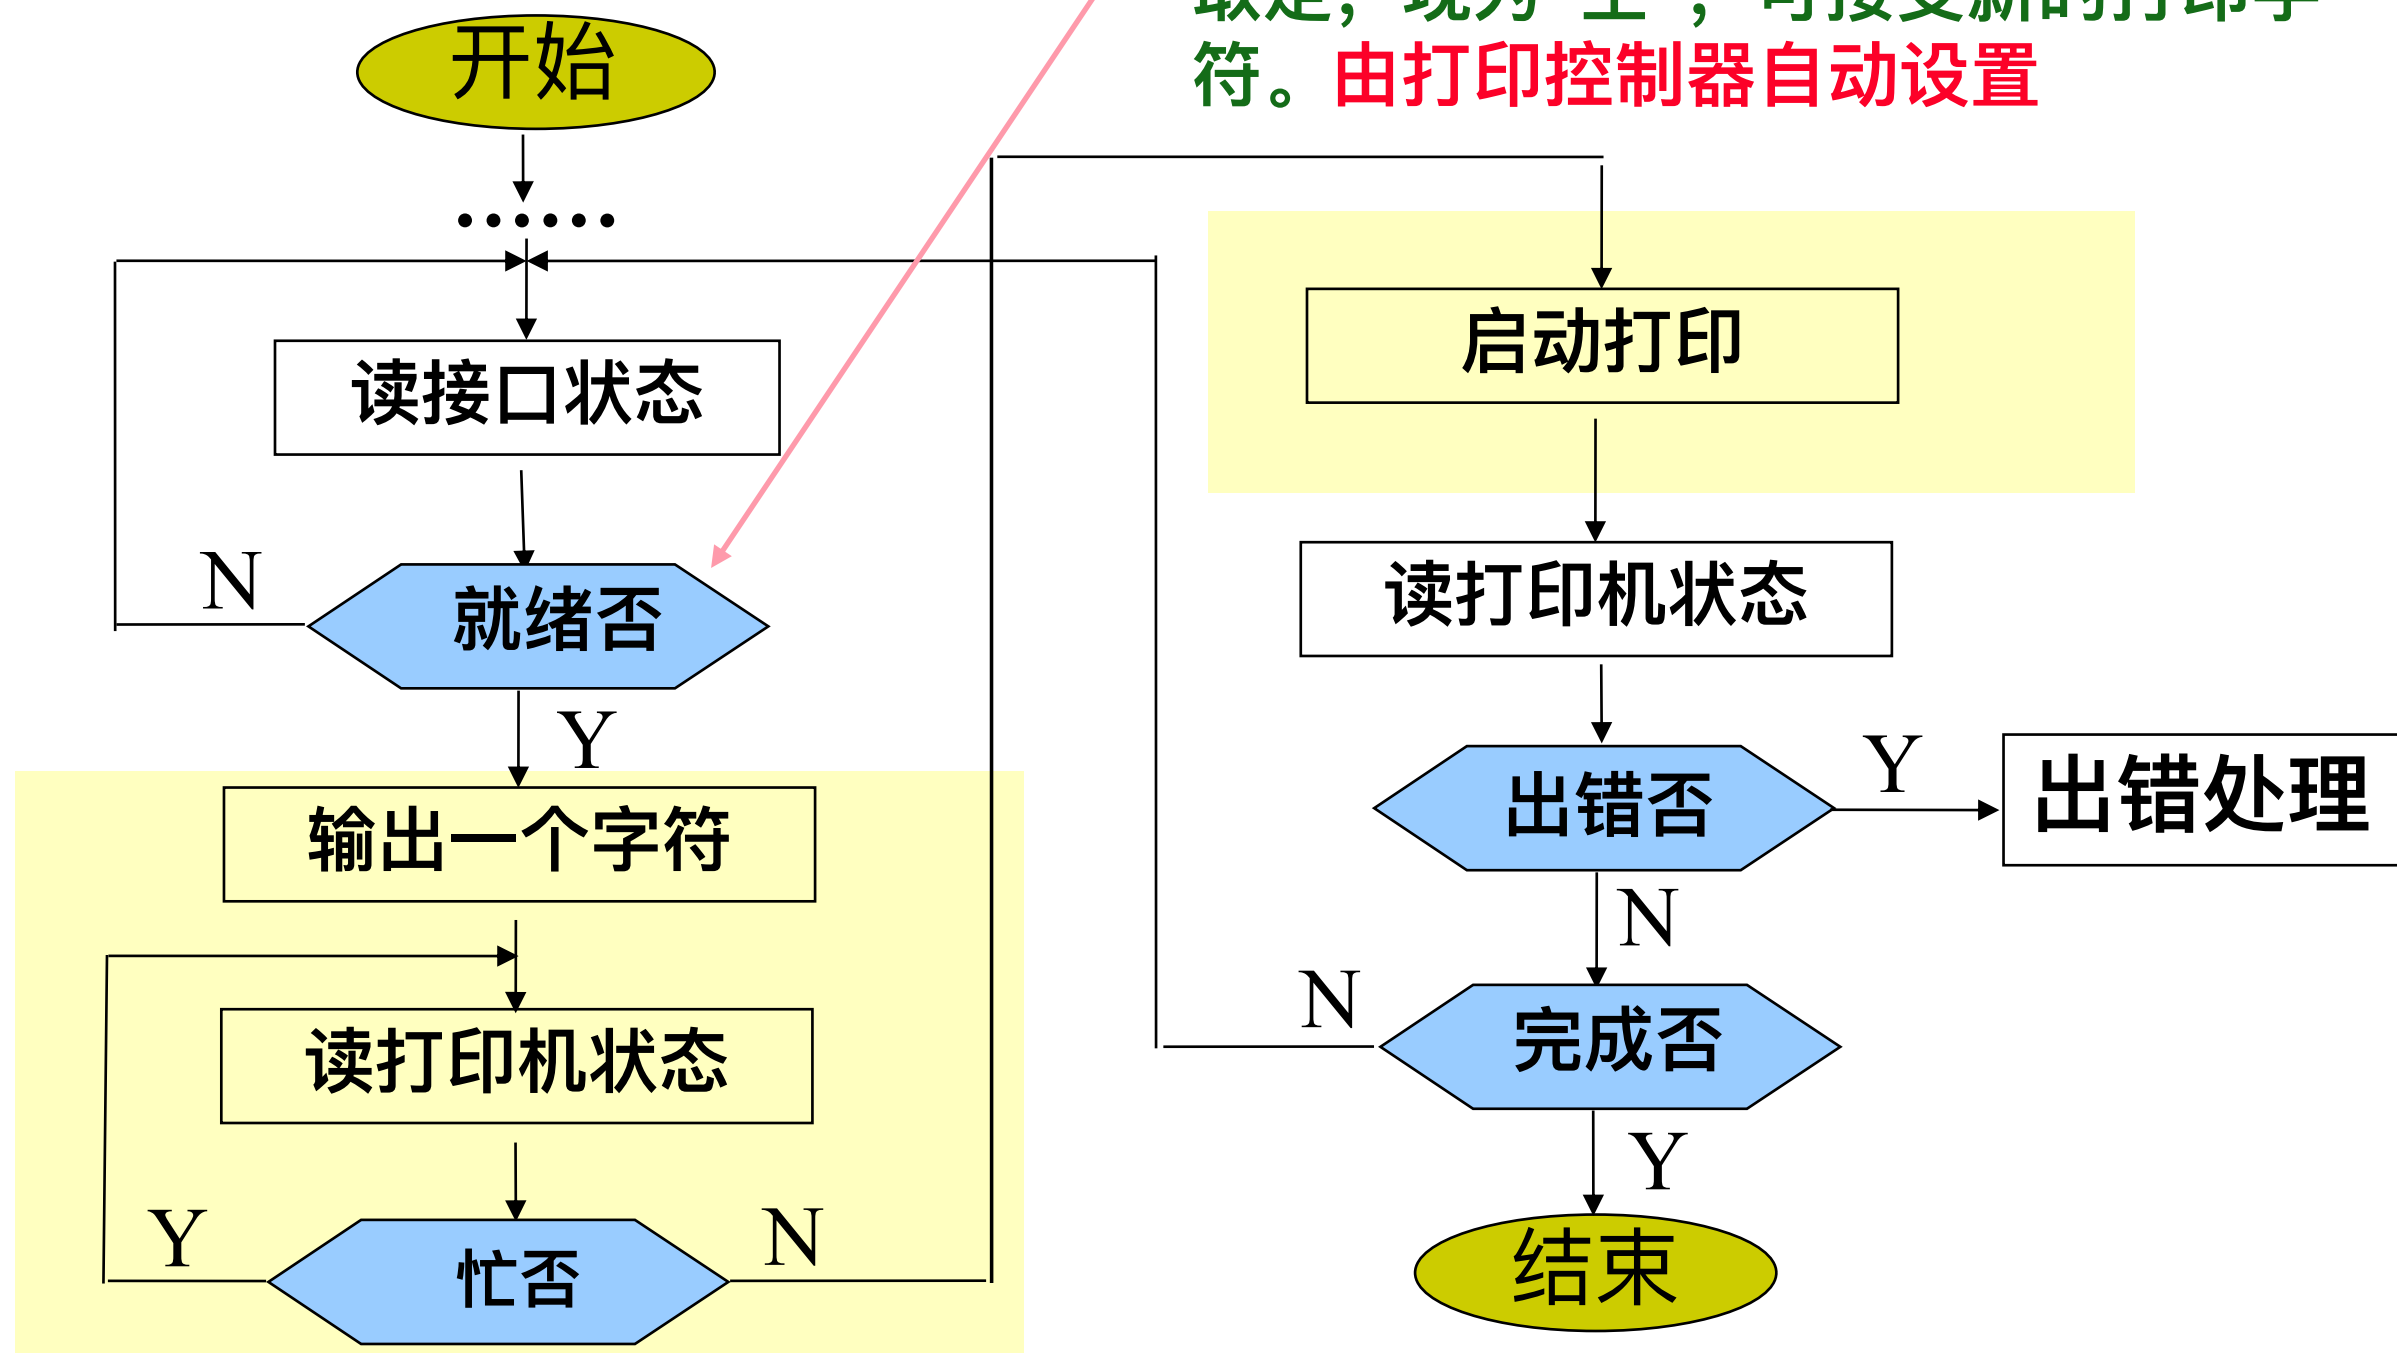 开始
……
读接口状态
就绪否
N
Y
输出一个字符
读打印机状态
忙否
Y
N
符。由打印控制器自动设置
启动打印
读打印机状态
出错否
Y
出错处理
N
完成否
N
Y
结束